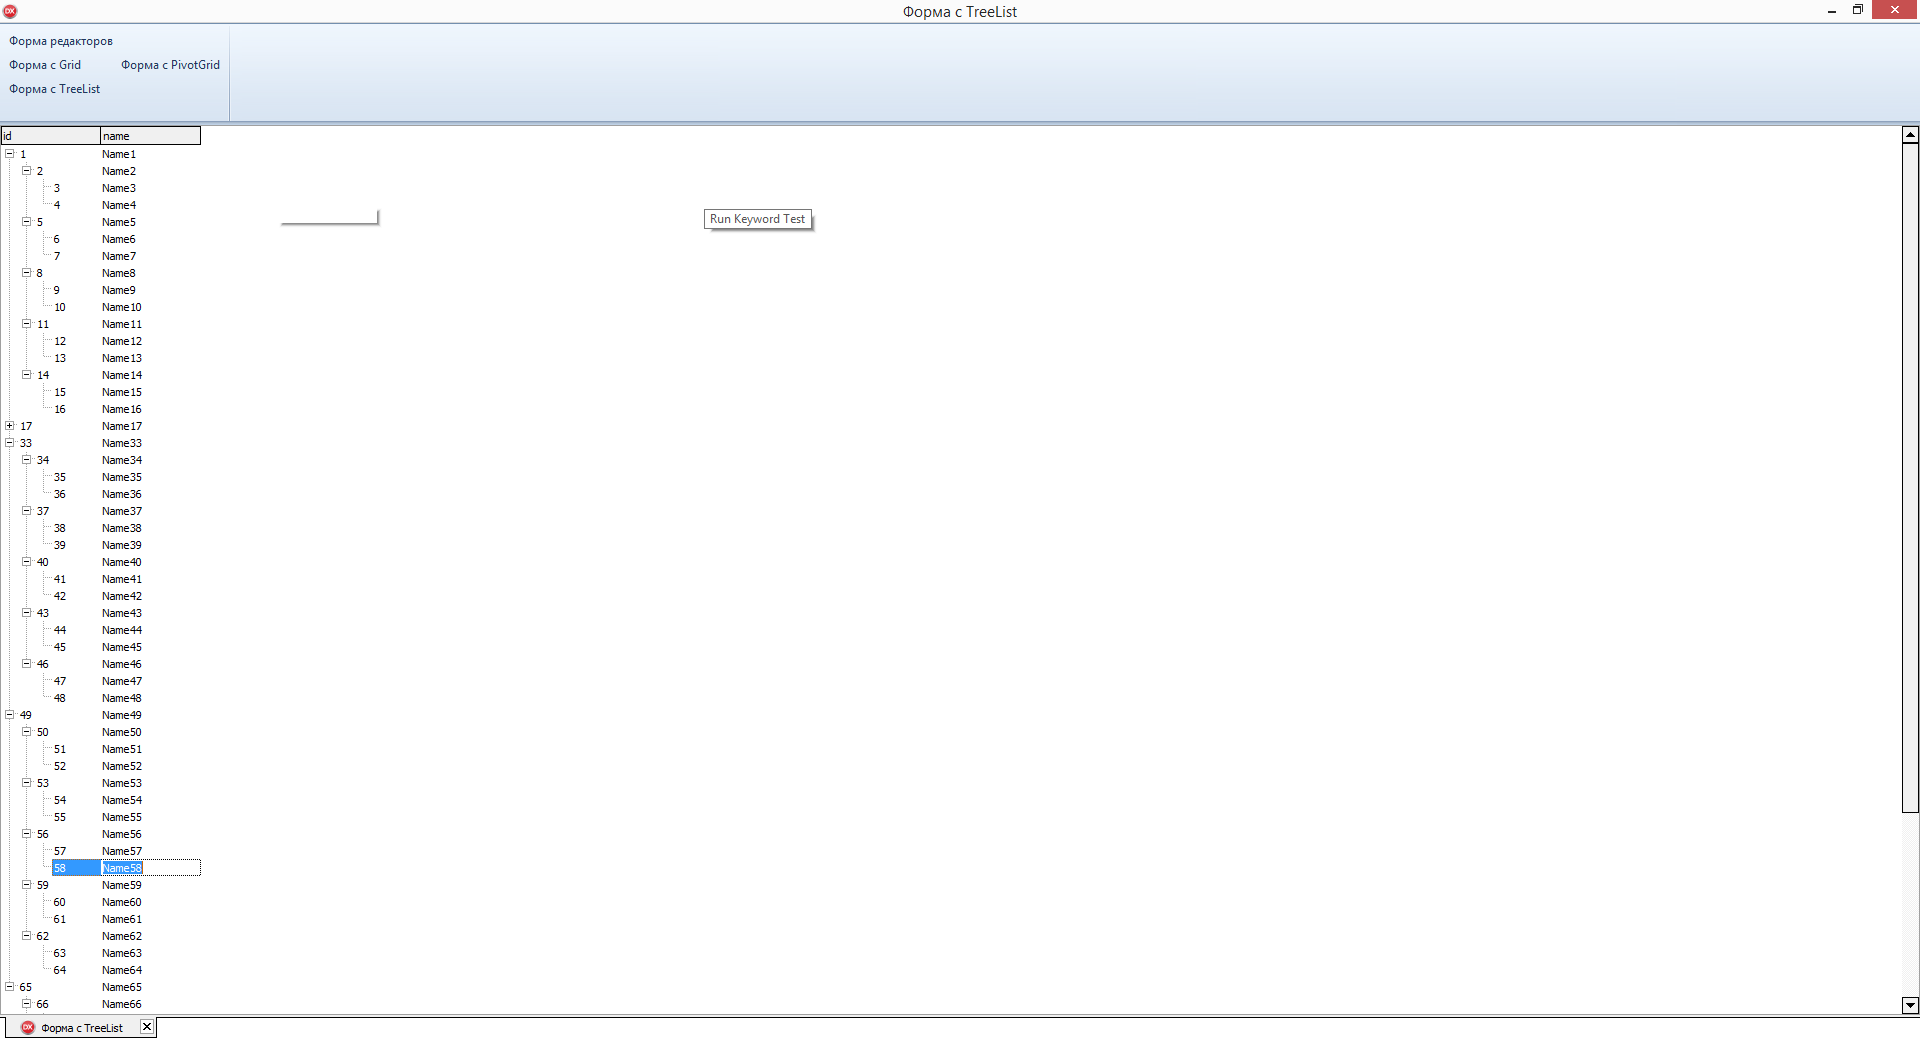 Форма с TreeList
Форма редакторов
Форма с Grid Форма с PivotGrid
Форма с TreeList
id name
1 Name1
2 Name2
3 Name3
4 Name4
Run Keyword Test
5 Name5
6 Name6
7 Name7
8 Name8
9 Name9
10 Name10
11 Name11
12 Name12
13 Name13
14 Name14
15 Name15
16 Name16
17 Name17
33 Name33
34 Name34
35 Name35
36 Name36
37 Name37
38 Name38
39 Name39
40 Name40
41 Name41
42 Name42
43 Name43
44 Name44
45 Name45
46 Name46
47 Name47
48 Name48
49 Name49
50 Name50
51 Name51
52 Name52
53 Name53
54 Name54
55 Name55
56 Name56
57 Name57
58 Name58
59 Name59
60 Name60
61 Name61
62 Name62
63 Name63
64 Name64
65 Name65
66 Name66
DX Форма с TreeList